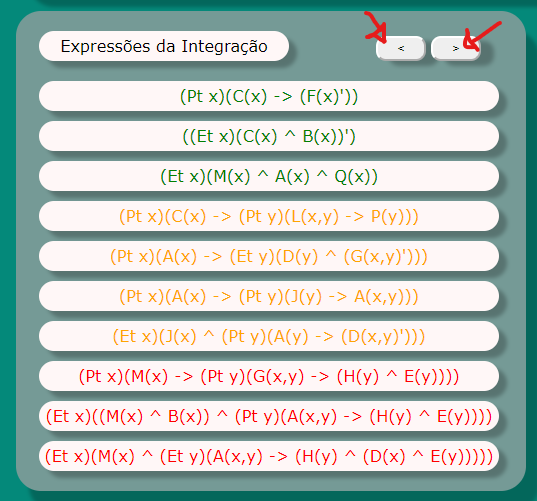 Expressões da Integração
<
>
(Pt x)(C(x) -> (F(x)'))
((Et x)(C(x) ^ B(x))')
(Et x)(M(x) ^ A(x) ^ Q(x))
(Pt x)(C(x) -> (Pt y)(L(x,y) -> P(y)))
(Pt x)(A(x) -> (Et y)(D(y) ^ (G(x,y)')))
(Pt x)(A(x) -> (Pt y)(J(y) -> A(x,y)))
(Et x)(J(x) ^ (Pt y)(A(y) -> (D(x,y)')))
(Pt x)(M(x) -> (Pt y)(G(x,y) -> (H(y) ^ E(y))))
(Et x)((M(x) ^ B(x)) ^ (Pt y)(A(x,y) -> (H(y) ^ E(y))))
(Et x)(M(x) ^ (Et y)(A(x,y) -> (H(y) ^ (D(x) ^ E(y)))))